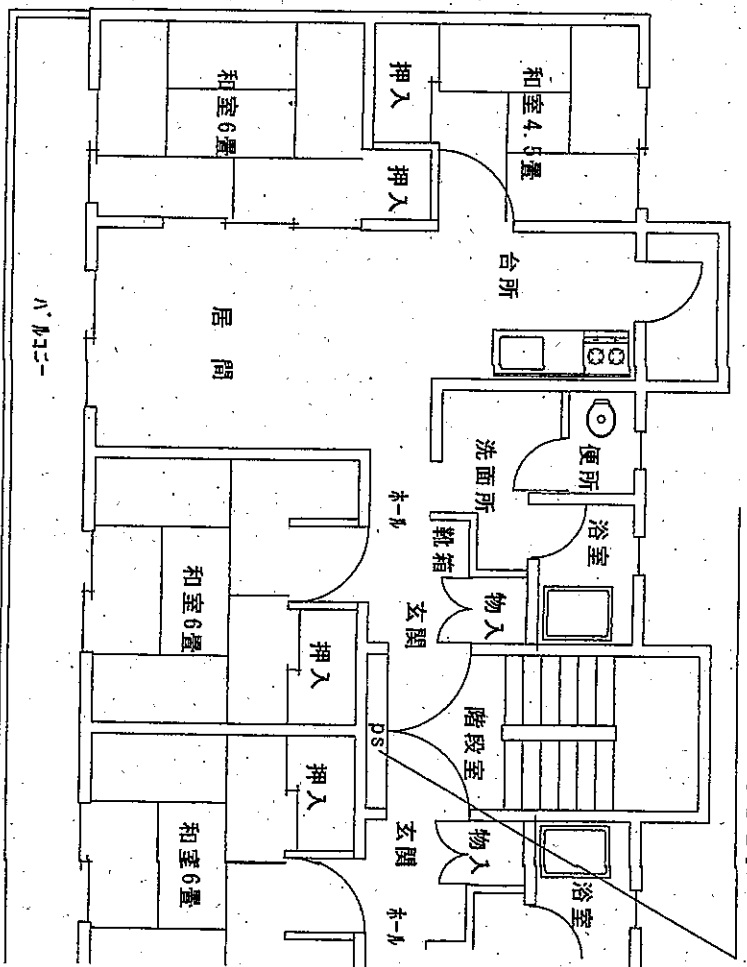 和室6畳
押入
和室4.5畳
押入
台所
居間
バルコニー
便所
洗面所
浴室
ホール
靴箱
物入
玄関
和室6畳
押入
階段室
ps
押入
和室6畳
玄関
物入
浴室
ホール